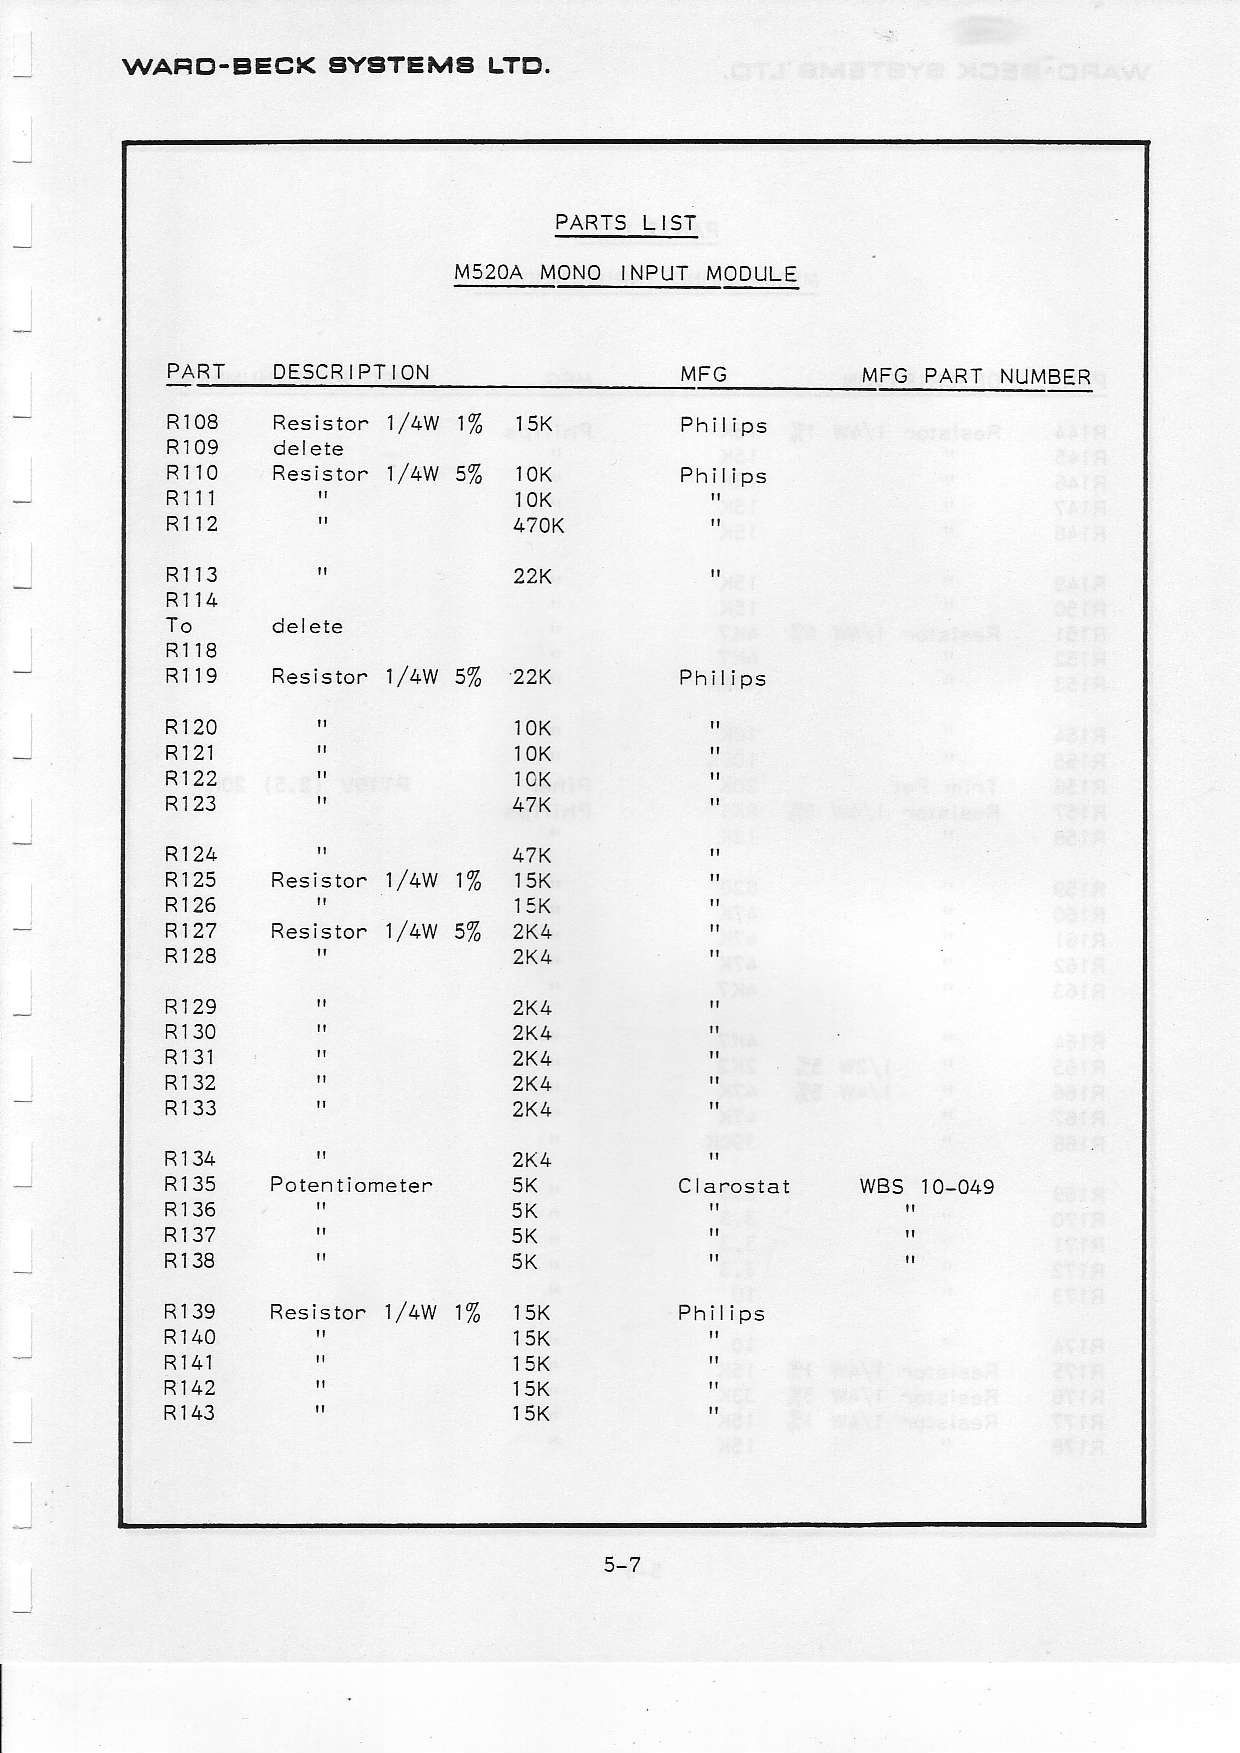 WARD-BECK SYSTEMS LTD.
PARTS LIST
M520A MONO INPUT MODULE
PART DESCRIPTION MFG MFG PART NUMBER
R108 Resistor 1/4W 1% 15K Philips
R109 delete
R110 Resistor 1/4W 5% 10K Philips
R111 " 10K "
R112 " 470K "
R113 " 22K "
R114
To delete
R118
R119 Resistor 1/4W 5% 22K Philips
R120 " 10K "
R121 " 10K "
R122 " 10K "
R123 " 47K "
R124 " 47K "
R125 Resistor 1/4W 1% 15K "
R126 " 15K "
R127 Resistor 1/4W 5% 2K4 "
R128 " 2K4 "
R129 " 2K4 "
R130 " 2K4 "
R131 " 2K4 "
R132 " 2K4 "
R133 " 2K4 "
R134 " 2K4 "
R135 Potentiometer 5K Clarostat WBS 10-049
R136 " 5K " "
R137 " 5K " "
R138 " 5K " "
R139 Resistor 1/4W 1% 15K Philips
R140 " 15K "
R141 " 15K "
R142 " 15K "
R143 " 15K "
5-7